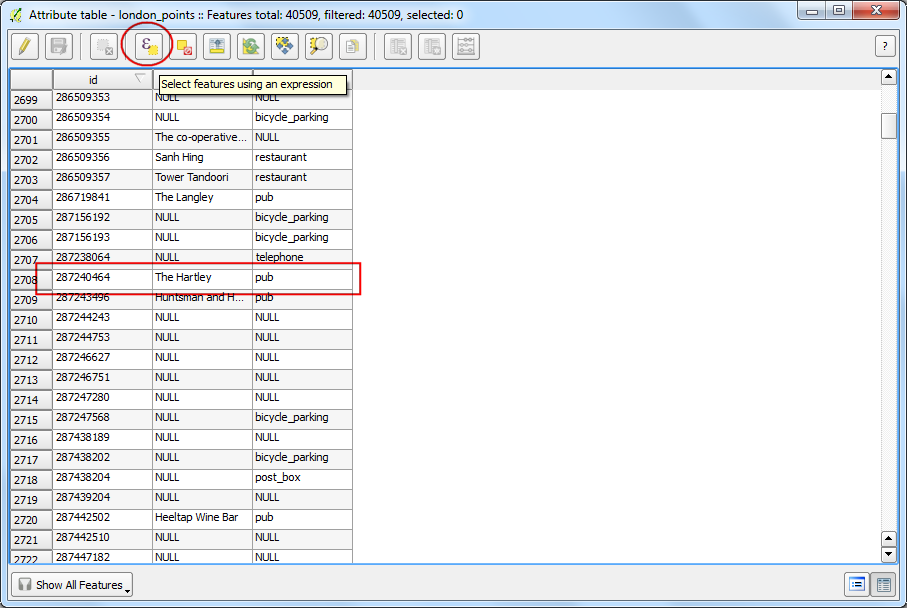 Attribute table - london_points :: Features total: 40509, filtered: 40509, selected: 0
ε
?
id
Select features using an expression
2699 286509353 NULL NULL
2700 286509354 NULL bicycle_parking
2701 286509355 The co-operative... NULL
2702 286509356 Sanh Hing restaurant
2703 286509357 Tower Tandoori restaurant
2704 286719841 The Langley pub
2705 287156192 NULL bicycle_parking
2706 287156193 NULL bicycle_parking
2707 287238064 NULL telephone
2708 287240464 The Hartley pub
2709 287243496 Huntsman and H... pub
2710 287244243 NULL NULL
2711 287244753 NULL NULL
2712 287246627 NULL NULL
2713 287246751 NULL NULL
2714 287247280 NULL NULL
2715 287247568 NULL bicycle_parking
2716 287438189 NULL NULL
2717 287438202 NULL bicycle_parking
2718 287438204 NULL post_box
2719 287439204 NULL NULL
2720 287442502 Heeltap Wine Bar pub
2721 287442510 NULL NULL
2722 287447182 NULL NULL
Show All Features